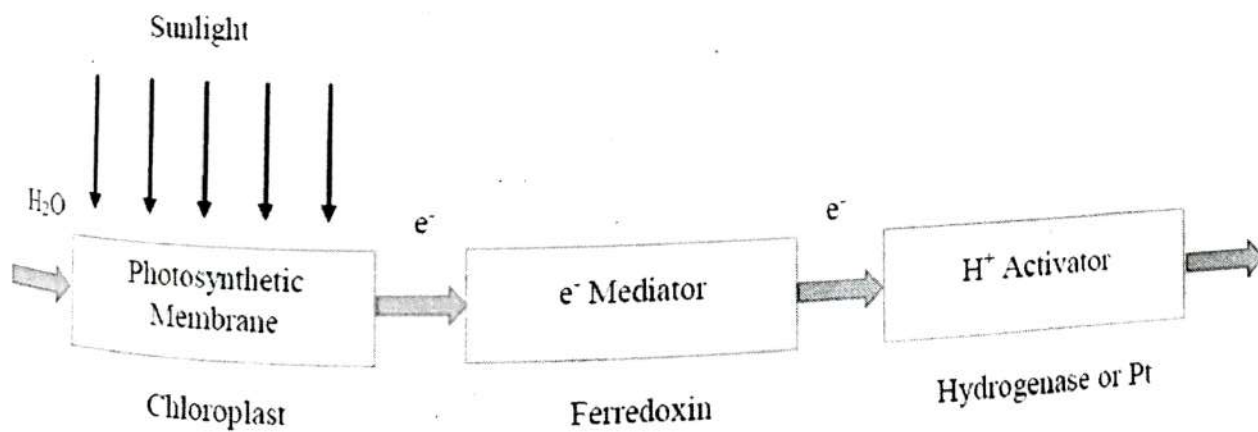 Sunlight
H₂O
e⁻
e⁻
Photosynthetic
Membrane
e⁻ Mediator
H⁺ Activator
Chloroplast
Ferredoxin
Hydrogenase or Pt